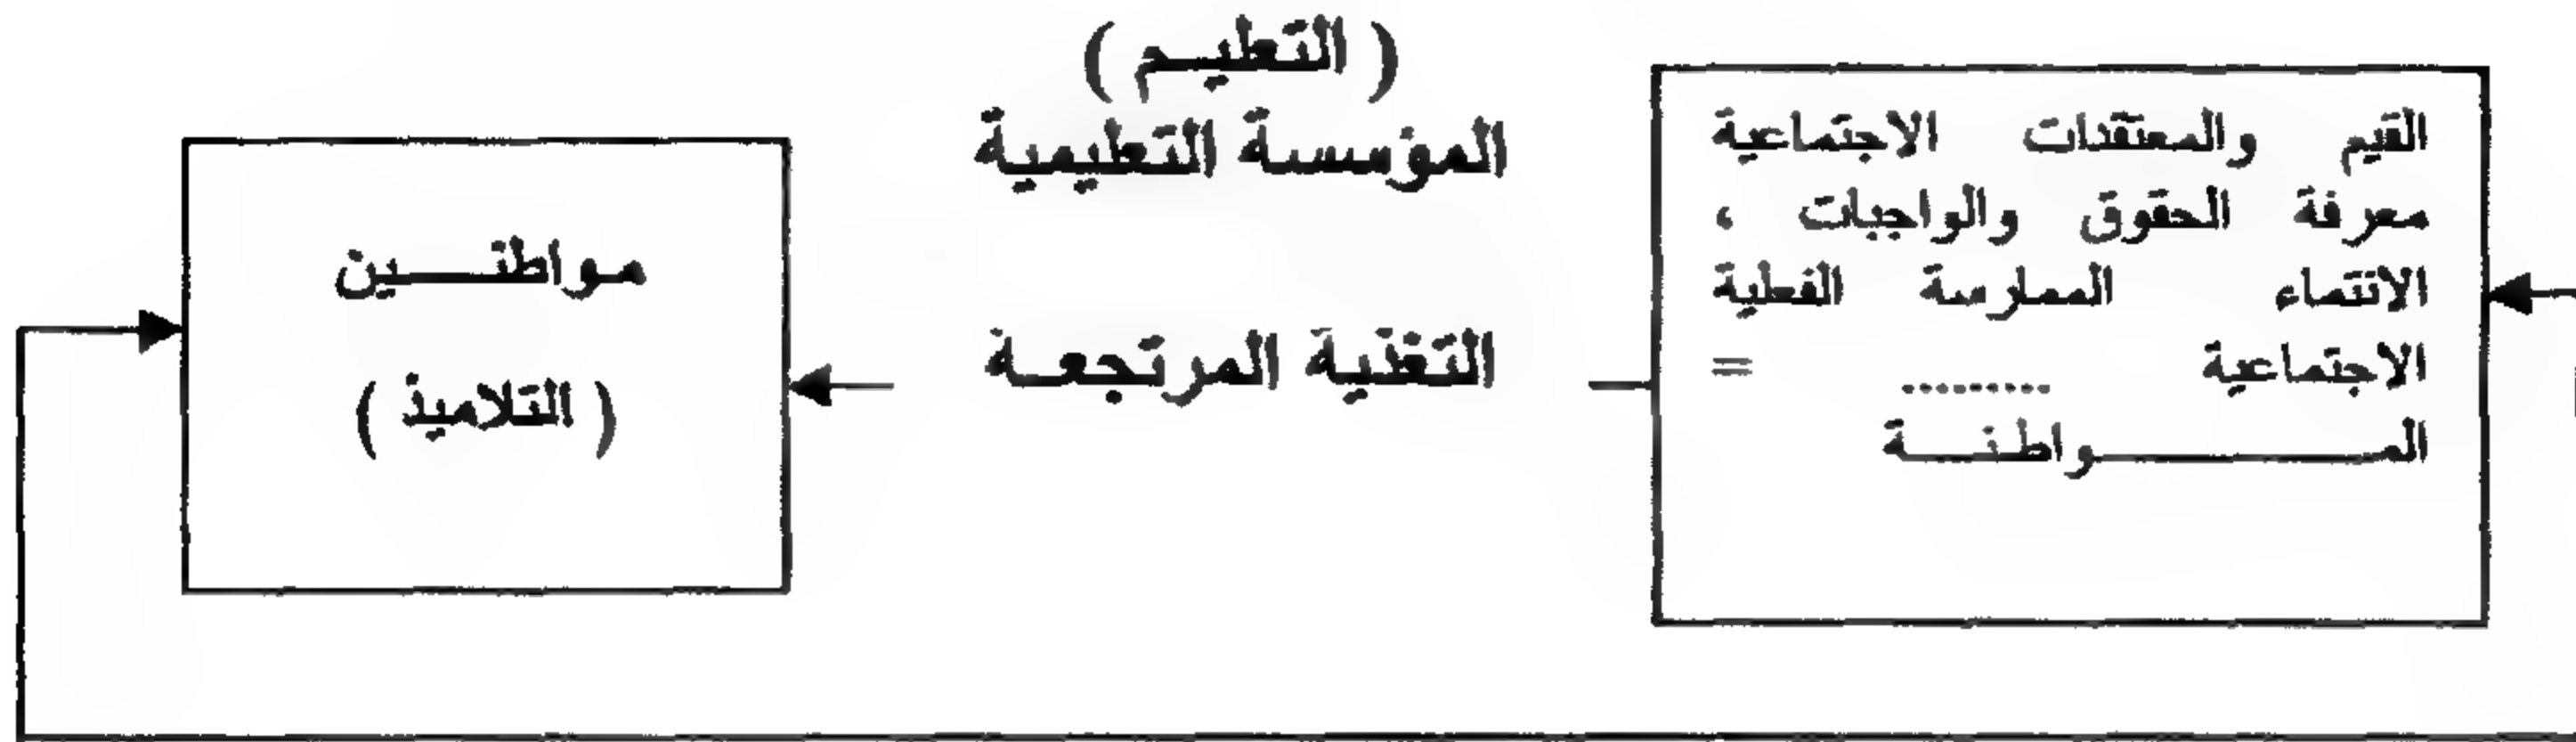 ( التعليم )
المؤسسة التعليمية
القيم والمعتقدات الاجتماعية
معرفة الحقوق والواجبات ،
الانتماء الممارسة الفعلية
الاجتماعية ......... =
المواطنة
التغذية المرتجعة
مواطنين
( التلاميذ )